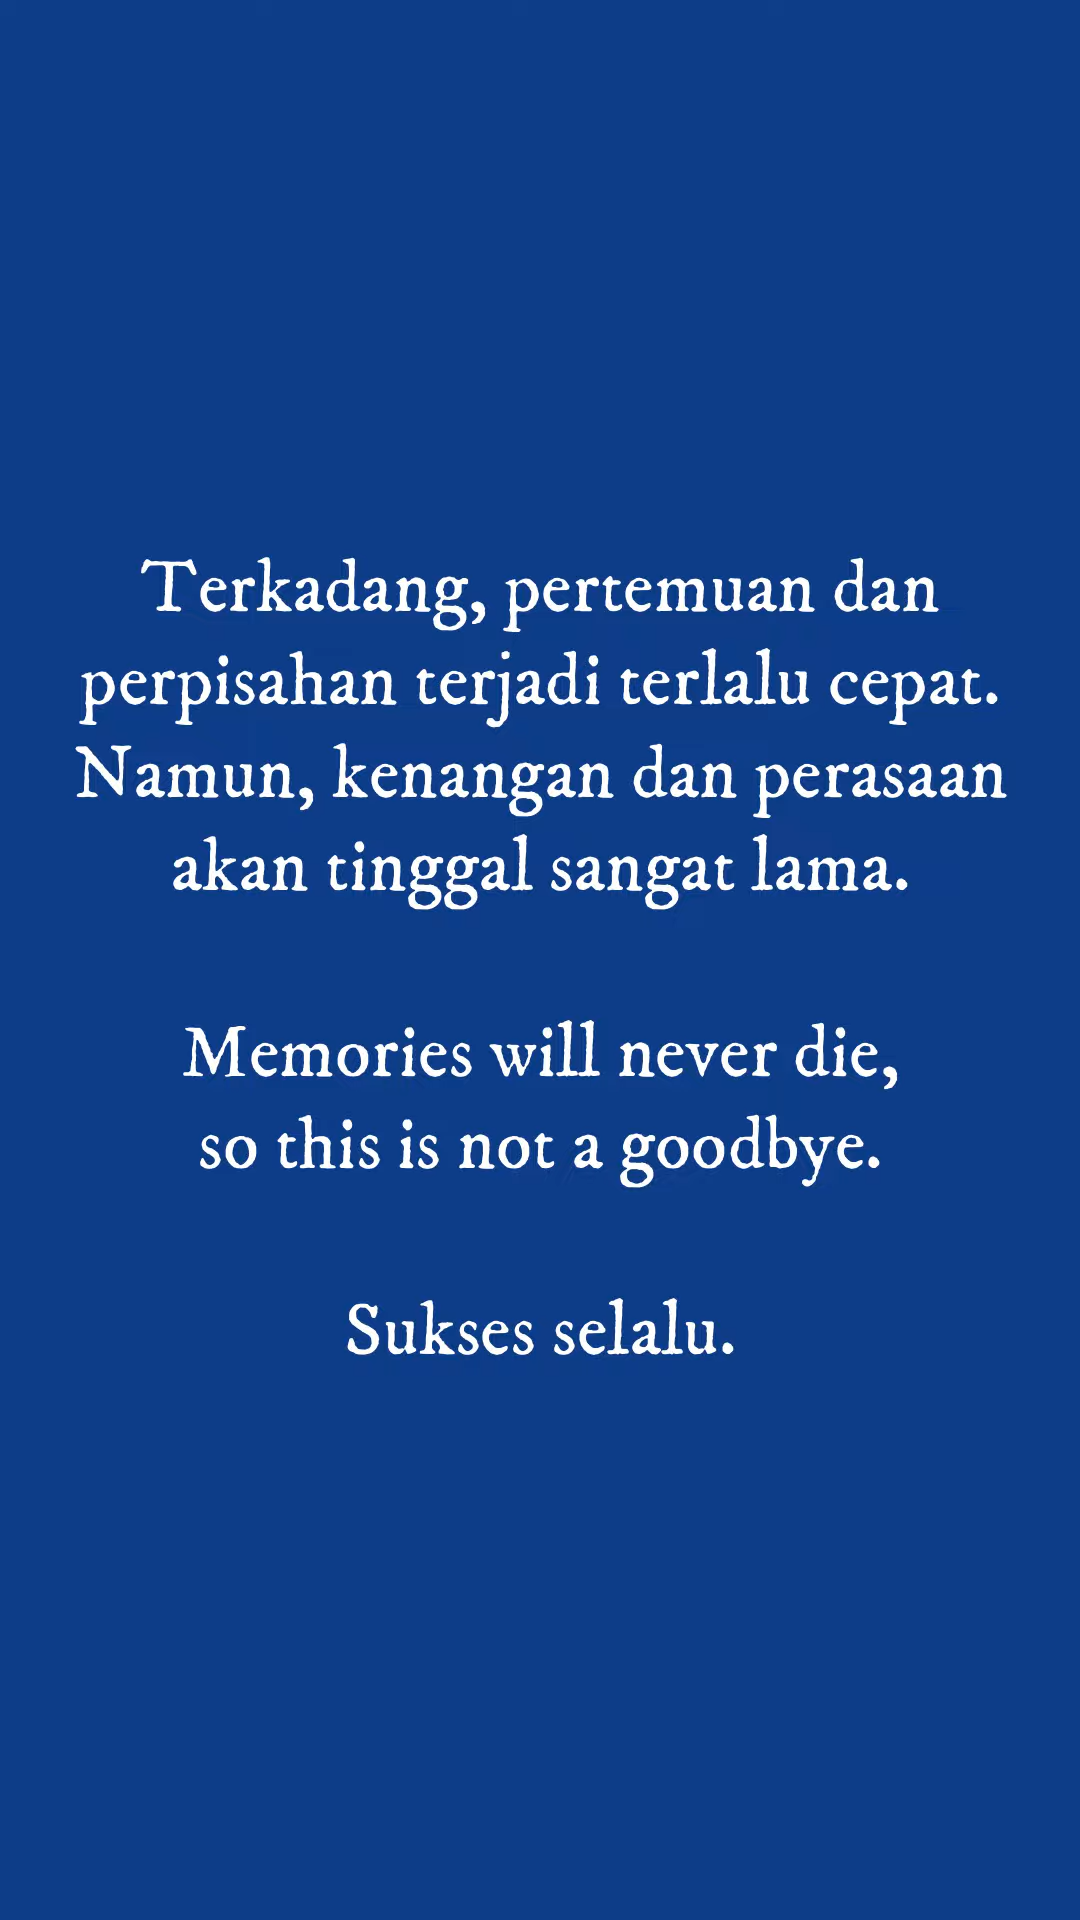 Terkadang, pertemuan dan
perpisahan terjadi terlalu cepat.
Namun, kenangan dan perasaan
akan tinggal sangat lama.
Memories will never die,
so this is not a goodbye.
Sukses selalu.